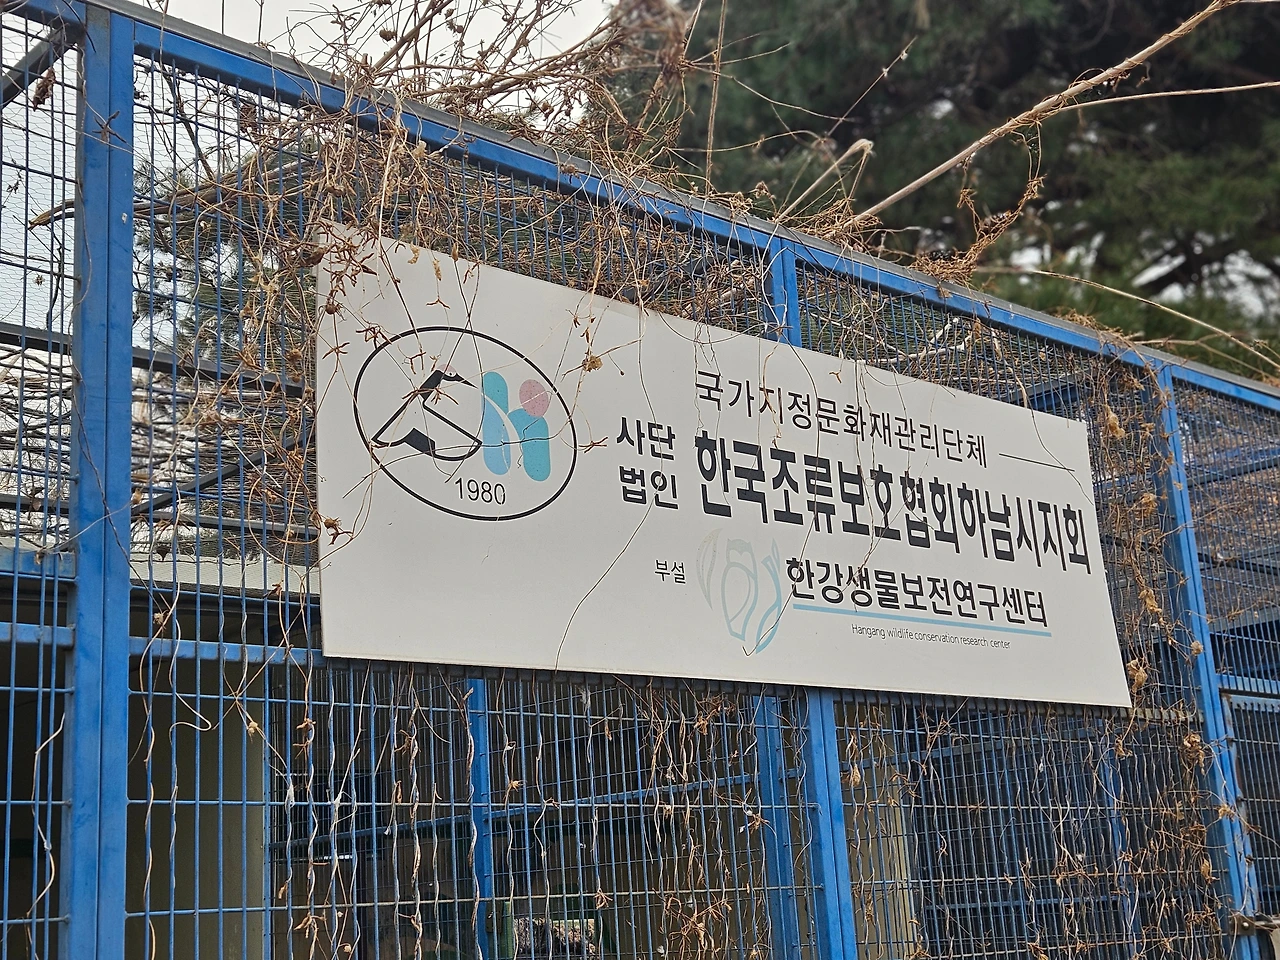 1980
국가지정문화재관리단체
사단
법인
한국조류보호협회하남시지회
부설
한강생물보전연구센터
Hangang wildlife conservation research center